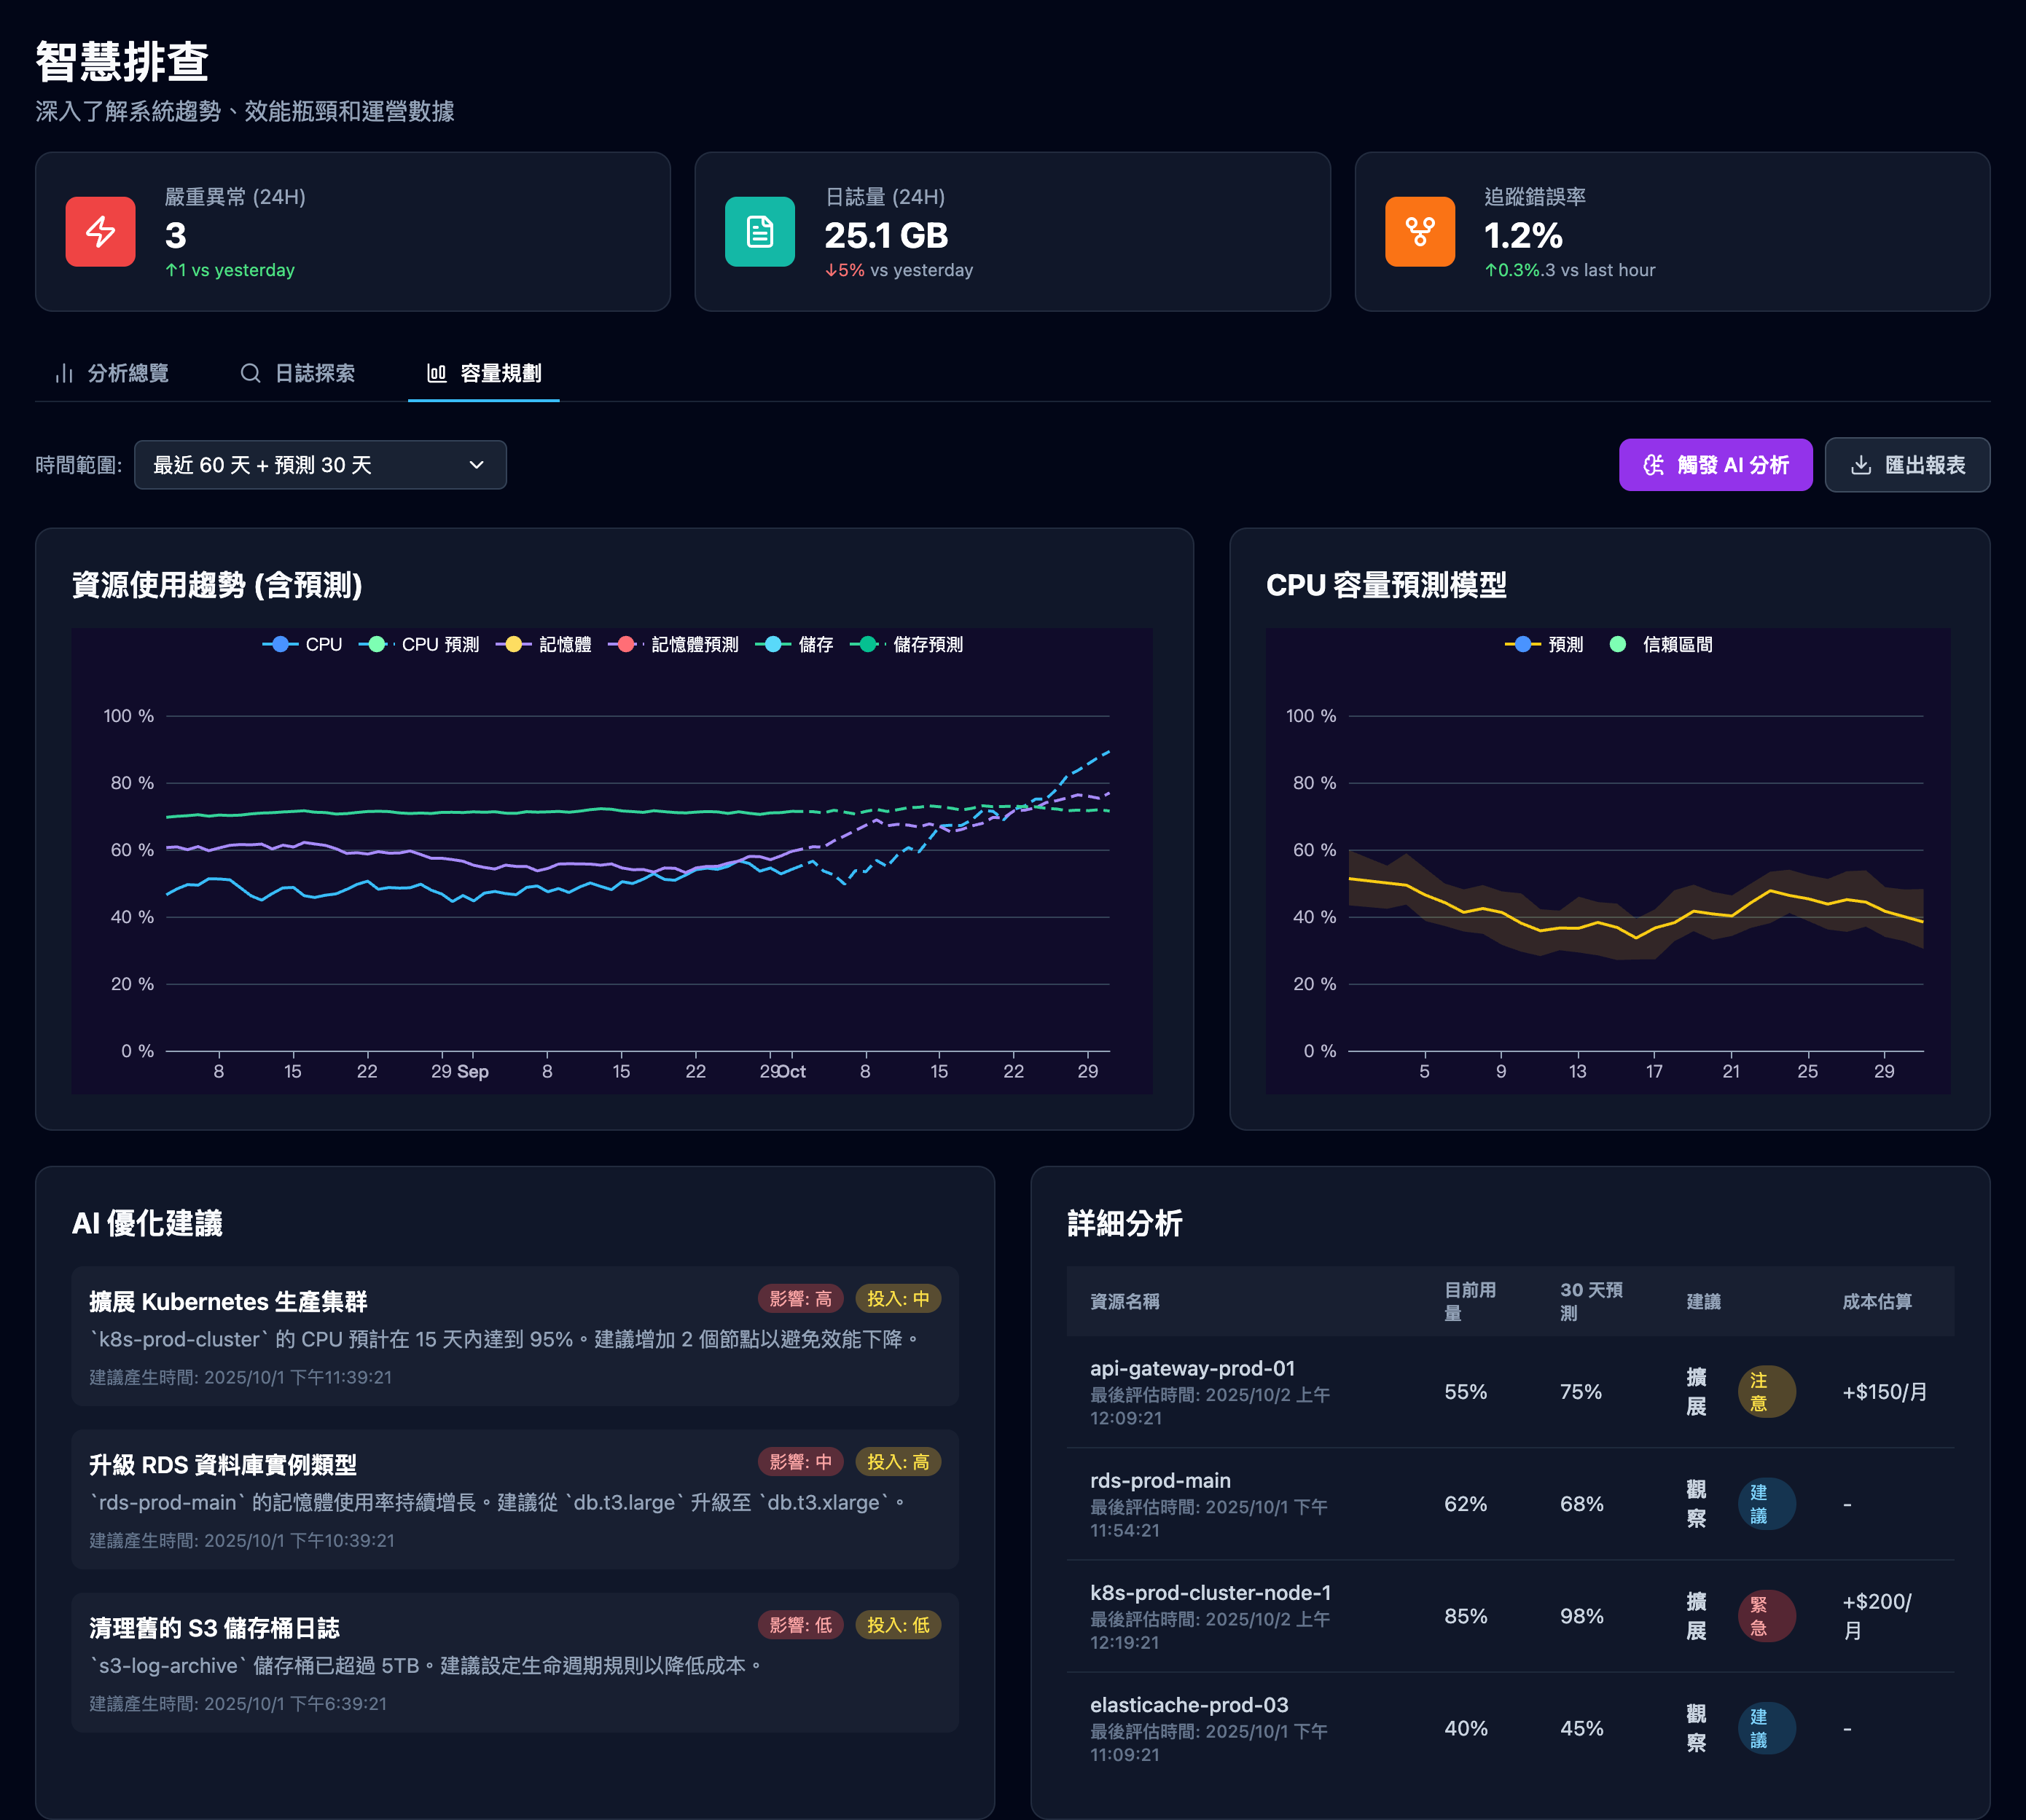 智慧排查
深入了解系統趨勢、效能瓶頸和運營數據
嚴重異常 (24H)
3
↑1 vs yesterday
日誌量 (24H)
25.1 GB
↓5% vs yesterday
追蹤錯誤率
1.2%
↑0.3%.3 vs last hour
分析總覽
日誌探索
容量規劃
時間範圍:
最近 60 天 + 預測 30 天
觸發 AI 分析
匯出報表
資源使用趨勢 (含預測)
CPU CPU 預測 記憶體 記憶體預測 儲存 儲存預測
100 %
80 %
60 %
40 %
20 %
0 %
8 15 22 29 Sep 8 15 22 29 Oct 8 15 22 29
CPU 容量預測模型
預測 信賴區間
100 %
80 %
60 %
40 %
20 %
0 %
5 9 13 17 21 25 29
AI 優化建議
擴展 Kubernetes 生產集群
影響: 高
投入: 中
`k8s-prod-cluster` 的 CPU 預計在 15 天內達到 95%。建議增加 2 個節點以避免效能下降。
建議產生時間: 2025/10/1 下午11:39:21
升級 RDS 資料庫實例類型
影響: 中
投入: 高
`rds-prod-main` 的記憶體使用率持續增長。建議從 `db.t3.large` 升級至 `db.t3.xlarge`。
建議產生時間: 2025/10/1 下午10:39:21
清理舊的 S3 儲存桶日誌
影響: 低
投入: 低
`s3-log-archive` 儲存桶已超過 5TB。建議設定生命週期規則以降低成本。
建議產生時間: 2025/10/1 下午6:39:21
詳細分析
資源名稱
目前用
量
30 天預
測
建議
成本估算
api-gateway-prod-01
最後評估時間: 2025/10/2 上午
12:09:21
55%
75%
擴
展
注
意
+$150/月
rds-prod-main
最後評估時間: 2025/10/1 下午
11:54:21
62%
68%
觀
察
建
議
-
k8s-prod-cluster-node-1
最後評估時間: 2025/10/2 上午
12:19:21
85%
98%
擴
展
緊
急
+$200/
月
elasticache-prod-03
最後評估時間: 2025/10/1 下午
11:09:21
40%
45%
觀
察
建
議
-